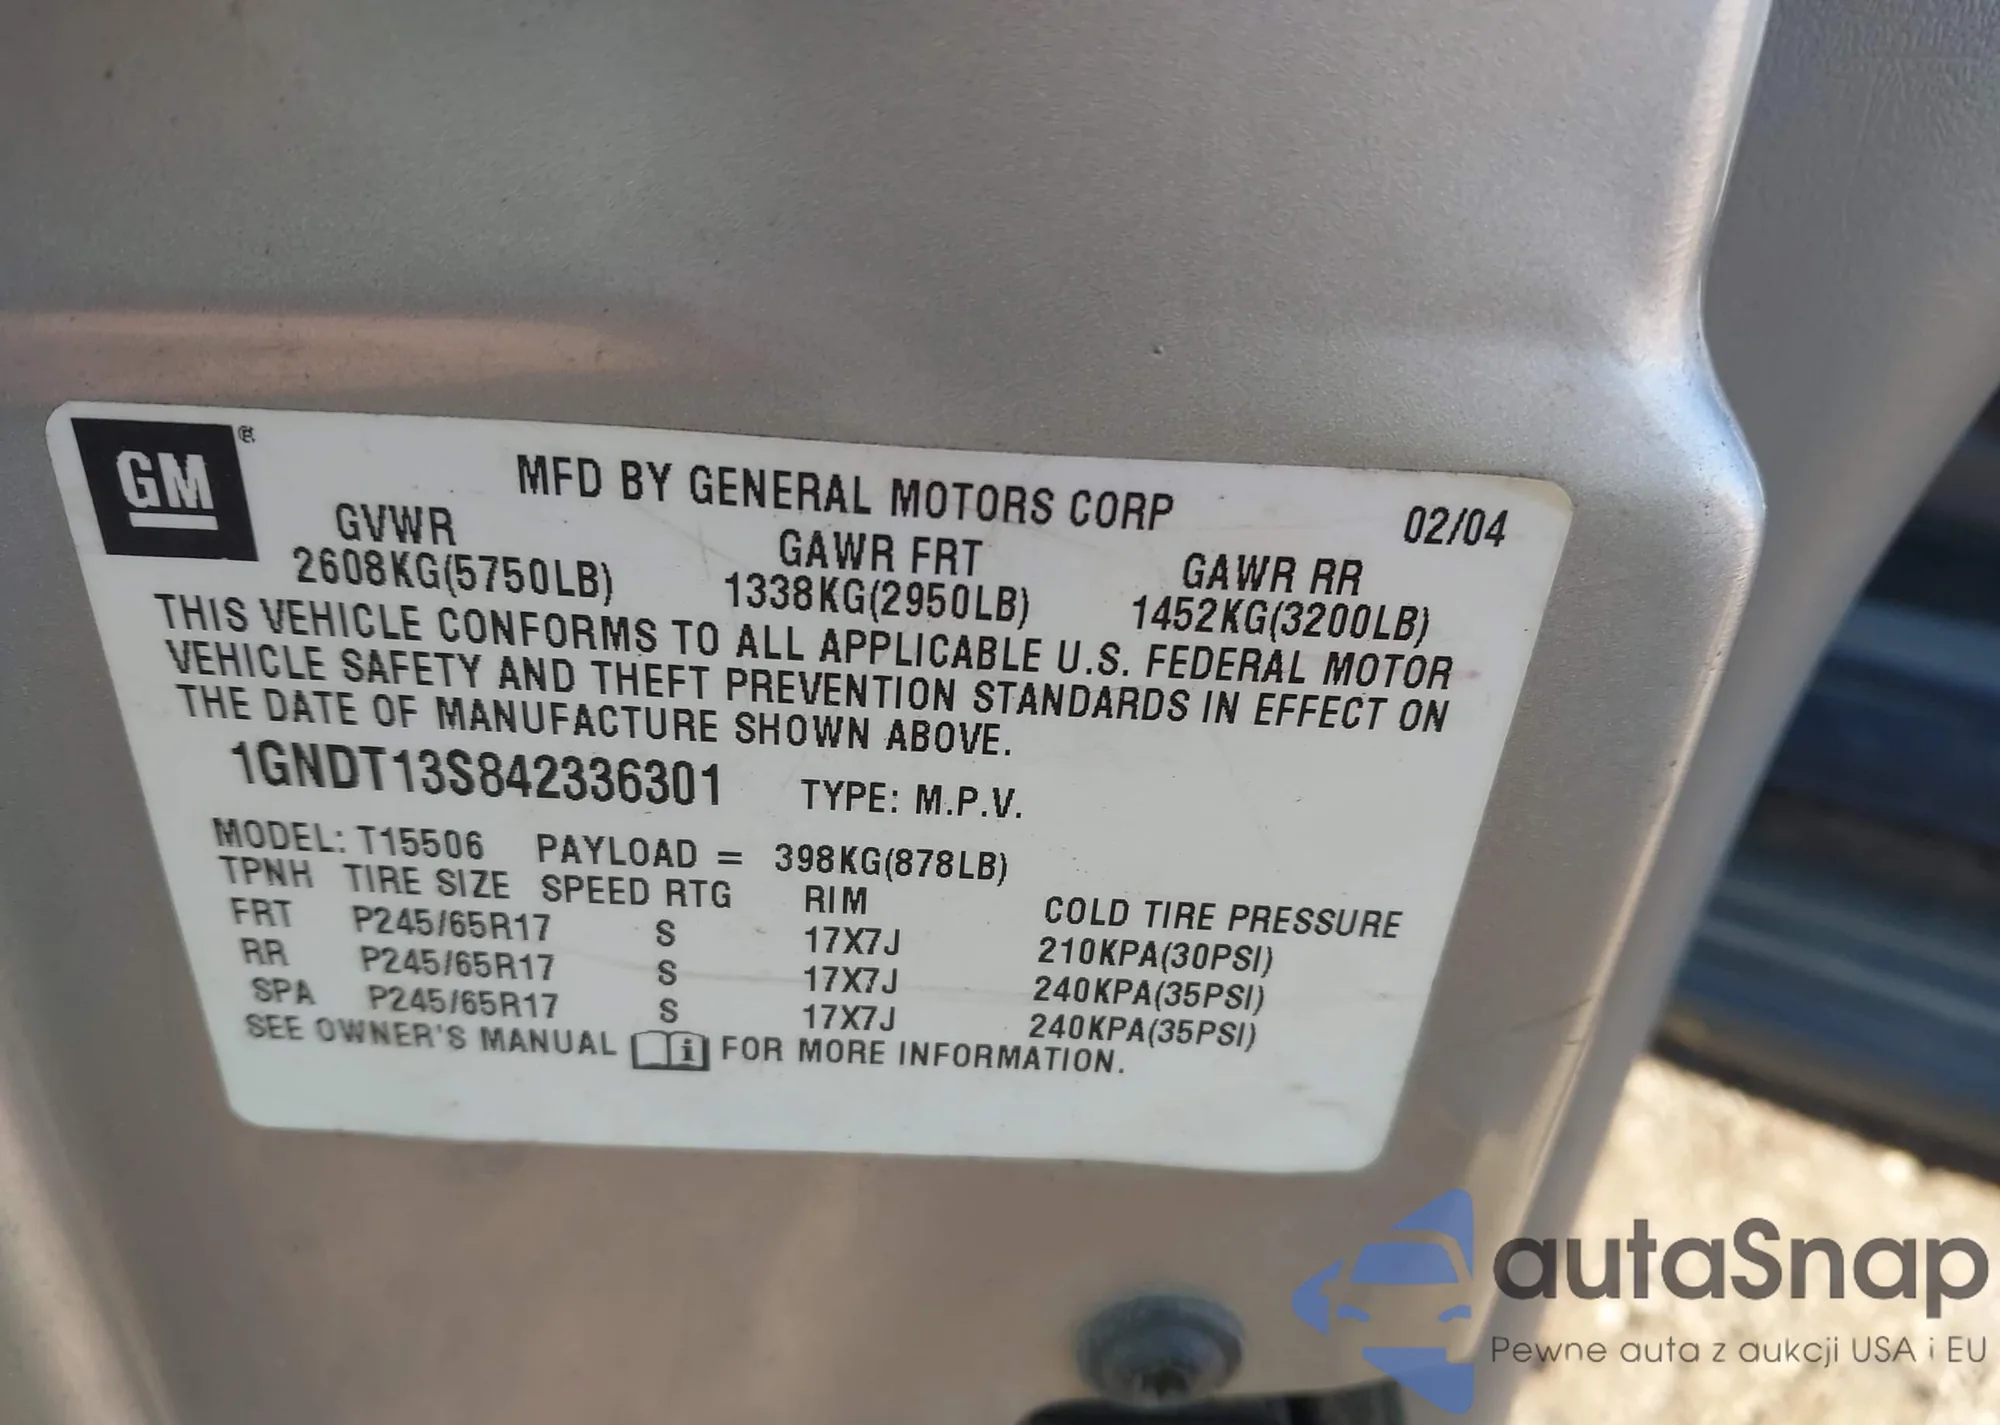 GM®
MFD BY GENERAL MOTORS CORP 02/04
GVWR GAWR FRT GAWR RR
2608KG(5750LB) 1338KG(2950LB) 1452KG(3200LB)
THIS VEHICLE CONFORMS TO ALL APPLICABLE U.S. FEDERAL MOTOR
VEHICLE SAFETY AND THEFT PREVENTION STANDARDS IN EFFECT ON
THE DATE OF MANUFACTURE SHOWN ABOVE.
1GNDT13S842336301 TYPE: M.P.V.
MODEL: T15506 PAYLOAD = 398KG(878LB)
TPNH TIRE SIZE SPEED RTG RIM COLD TIRE PRESSURE
FRT P245/65R17 S 17X7J 210KPA(30PSI)
RR P245/65R17 S 17X7J 240KPA(35PSI)
SPA P245/65R17 S 17X7J 240KPA(35PSI)
SEE OWNER'S MANUAL i FOR MORE INFORMATION.
autaSnap
Pewne auta z aukcji USA i EU